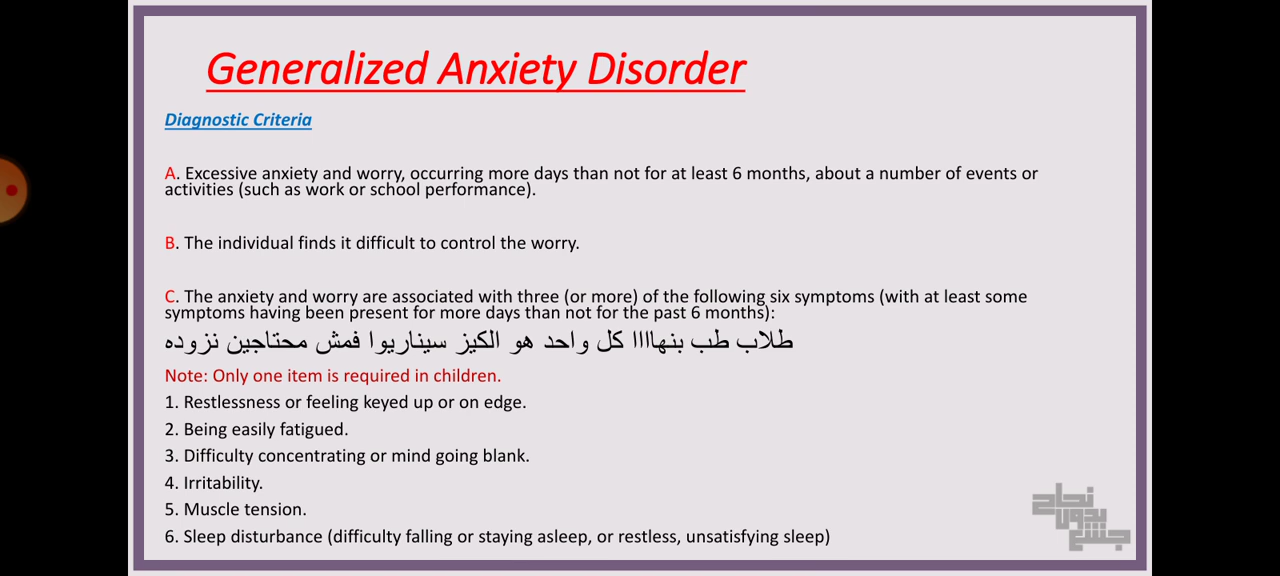 Generalized Anxiety Disorder
Diagnostic Criteria
A. Excessive anxiety and worry, occurring more days than not for at least 6 months, about a number of events or
activities (such as work or school performance).
B. The individual finds it difficult to control the worry.
C. The anxiety and worry are associated with three (or more) of the following six symptoms (with at least some
symptoms having been present for more days than not for the past 6 months):
طلاب طب بنهاااا كل واحد هو الكيز سيناريوا فمش محتاجين نزوده
Note: Only one item is required in children.
1. Restlessness or feeling keyed up or on edge.
2. Being easily fatigued.
3. Difficulty concentrating or mind going blank.
4. Irritability.
5. Muscle tension.
6. Sleep disturbance (difficulty falling or staying asleep, or restless, unsatisfying sleep)
نجاح
بدون
جشع